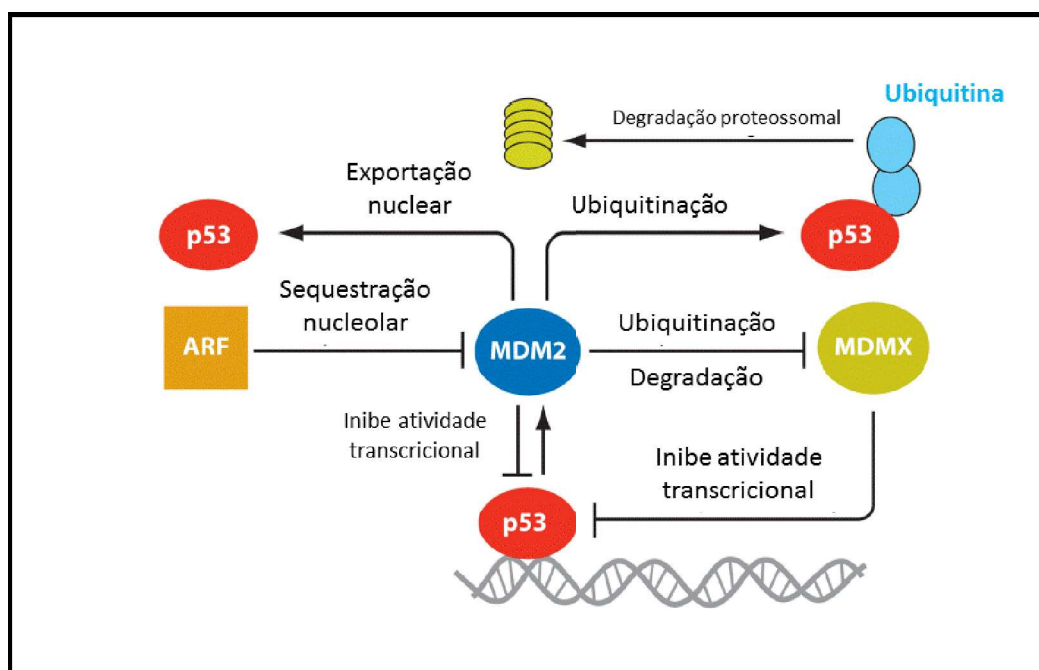 Ubiquitina
Degradação proteossomal
Exportação
nuclear
Ubiquitinação
p53
p53
Sequestração
nucleolar
ARF
MDM2
Ubiquitinação
Degradação
MDMX
Inibe atividade
transcricional
Inibe atividade
transcricional
p53